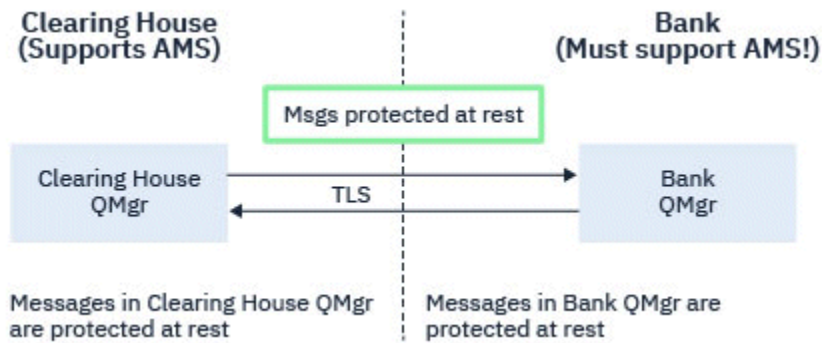 Clearing House
(Supports AMS)
Bank
(Must support AMS!)
Msgs protected at rest
Clearing House
QMgr
TLS
Bank
QMgr
Messages in Clearing House QMgr
are protected at rest
Messages in Bank QMgr are
protected at rest